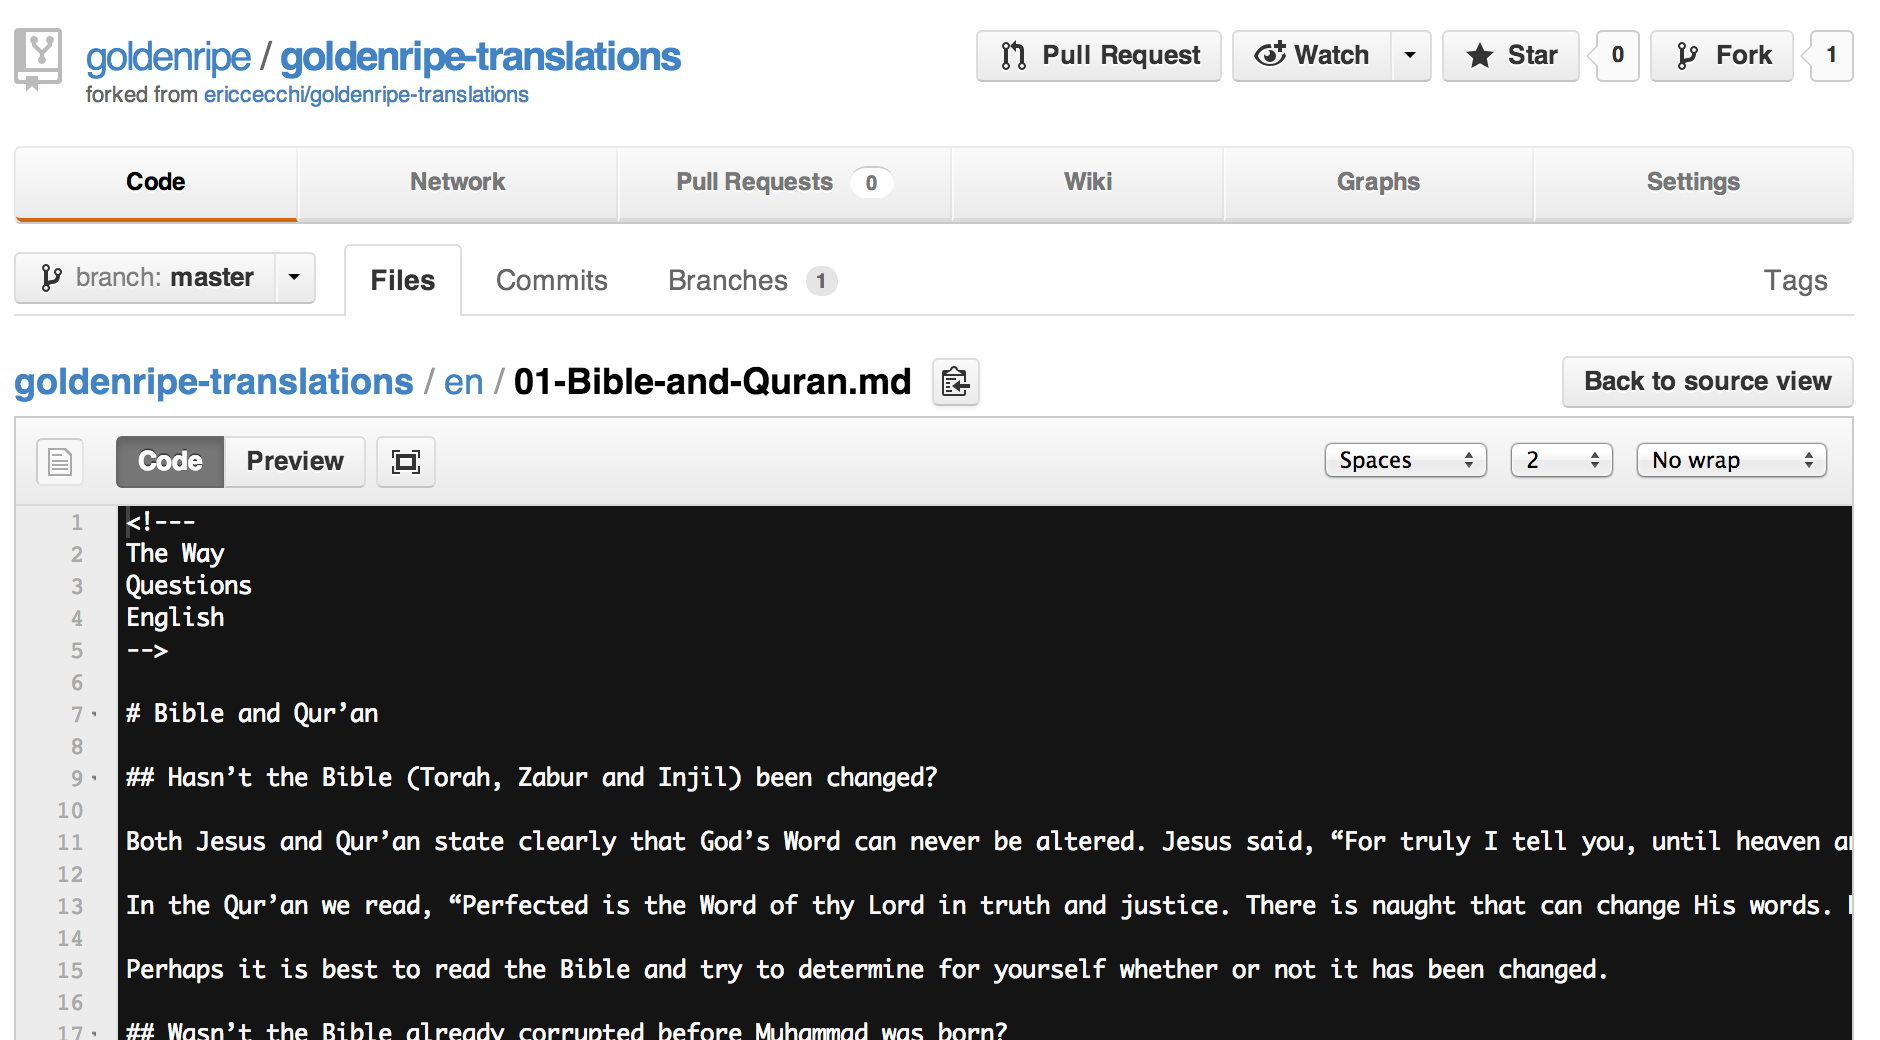 goldenripe / goldenripe-translations
forked from ericcecchi/goldenripe-translations
Pull Request Watch Star 0 Fork 1
Code Network Pull Requests 0 Wiki Graphs Settings
branch: master Files Commits Branches 1 Tags
goldenripe-translations / en / 01-Bible-and-Quran.md Back to source view
Code Preview Spaces 2 No wrap
1 <!---
2 The Way
3 Questions
4 English
5 -->
6
7 # Bible and Qur’an
8
9 ## Hasn’t the Bible (Torah, Zabur and Injil) been changed?
10
11 Both Jesus and Qur’an state clearly that God’s Word can never be altered. Jesus said, “For truly I tell you, until heaven
12
13 In the Qur’an we read, “Perfected is the Word of thy Lord in truth and justice. There is naught that can change His words.
14
15 Perhaps it is best to read the Bible and try to determine for yourself whether or not it has been changed.
16
17 ## Wasn’t the Bible already corrupted before Muhammad was born?